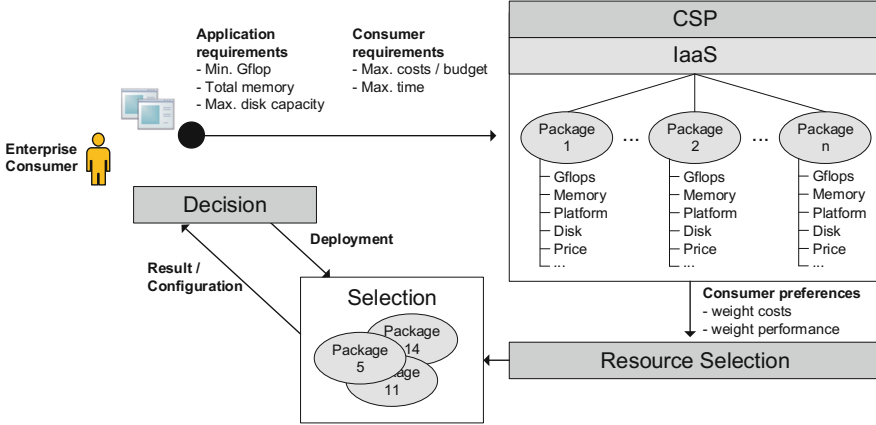 Application
requirements
- Min. Gflop
- Total memory
- Max. disk capacity
Consumer
requirements
- Max. costs / budget
- Max. time
CSP
IaaS
Package
1
...
Package
2
...
Package
n
Gflops
Memory
Platform
Disk
Price
...
Gflops
Memory
Platform
Disk
Price
...
Gflops
Memory
Platform
Disk
Price
...
Enterprise
Consumer
Decision
Deployment
Result /
Configuration
Consumer preferences
- weight costs
- weight performance
Resource Selection
Selection
Package
14
Package
5
ckage
11